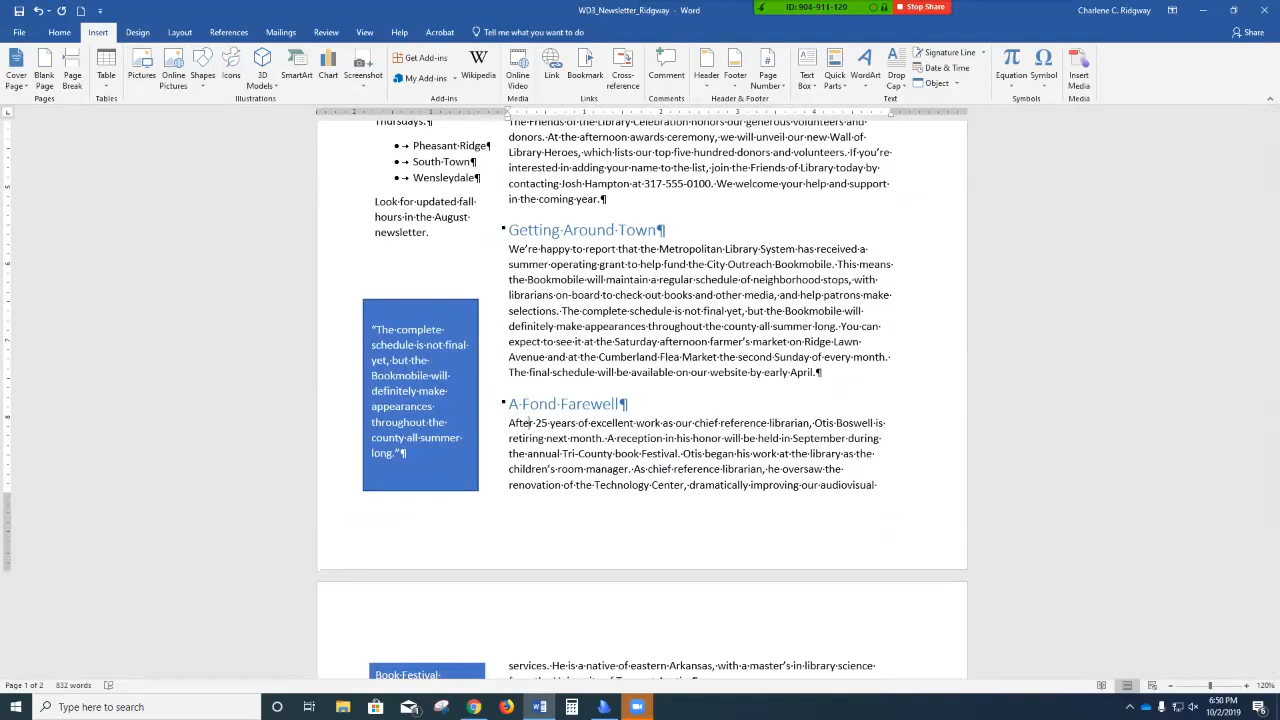 WD3_Newsletter_Ridgway - Word
ID: 904-911-120
Stop Share
Charlene C. Ridgway
File Home Insert Design Layout References Mailings Review View Help Acrobat Tell me what you want to do
Share
Cover Page
Blank Page
Page Break
Pages
Table
Tables
Pictures
Online Pictures
Shapes
Icons
3D Models
SmartArt
Chart
Screenshot
Illustrations
Get Add-ins
My Add-ins
Wikipedia
Add-ins
Online Video
Media
Link
Bookmark
Cross-reference
Links
Comment
Comments
Header
Footer
Page Number
Header & Footer
Text Box
Quick Parts
WordArt
Drop Cap
Signature Line
Date & Time
Object
Text
Equation
Symbol
Symbols
Insert Media
Media
Thursdays.¶
• → Pheasant·Ridge¶
• → South·Town¶
• → Wensleydale¶
Look·for·updated·fall·
hours·in·the·August·
newsletter.
"The·complete·
schedule·is·not·final·
yet,·but·the·
Bookmobile·will·
definitely·make·
appearances·
throughout·the·
county·all·summer·
long."¶
The·Friends·of·the·Library·Celebration·honors·our·generous·volunteers·and·
donors.·At·the·afternoon·awards·ceremony,·we·will·unveil·our·new·Wall·of·
Library·Heroes,·which·lists·our·top·five·hundred·donors·and·volunteers.·If·you're·
interested·in·adding·your·name·to·the·list,·join·the·Friends·of·Library·today·by·
contacting·Josh·Hampton·at·317-555-0100.·We·welcome·your·help·and·support·
in·the·coming·year.¶
Getting·Around·Town¶
We're·happy·to·report·that·the·Metropolitan·Library·System·has·received·a·
summer·operating·grant·to·help·fund·the·City·Outreach·Bookmobile.·This·means·
the·Bookmobile·will·maintain·a·regular·schedule·of·neighborhood·stops,·with·
librarians·on-board·to·check·out·books·and·other·media,·and·help·patrons·make·
selections.·The·complete·schedule·is·not·final·yet,·but·the·Bookmobile·will·
definitely·make·appearances·throughout·the·county·all·summer·long.·You·can·
expect·to·see·it·at·the·Saturday·afternoon·farmer's·market·on·Ridge·Lawn·
Avenue·and·at·the·Cumberland·Flea·Market·the·second·Sunday·of·every·month.·
The·final·schedule·will·be·available·on·our·website·by·early·April.¶
A·Fond·Farewell¶
After·25·years·of·excellent·work·as·our·chief·reference·librarian,·Otis·Boswell·is·
retiring·next·month.·A·reception·in·his·honor·will·be·held·in·September·during·
the·annual·Tri-County·book·Festival.·Otis·began·his·work·at·the·library·as·the·
children's·room·manager.·As·chief·reference·librarian,·he·oversaw·the·
renovation·of·the·Technology·Center,·dramatically·improving·our·audiovisual·
Book·Festival·
services.·He·is·a·native·of·eastern·Arkansas,·with·a·master's·in·library·science·
Page 1 of 2 832 words
120%
Type here to search
6:50 PM
10/2/2019